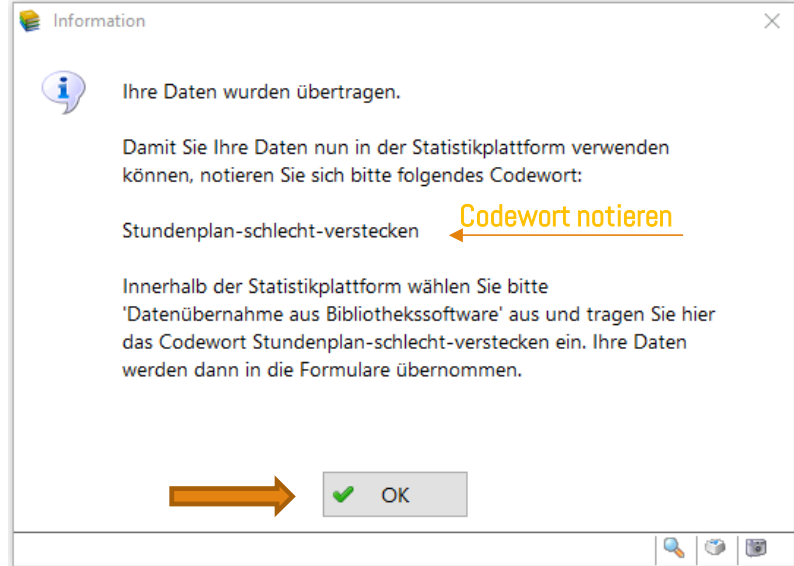 Information
Ihre Daten wurden übertragen.
Damit Sie Ihre Daten nun in der Statistikplattform verwenden
können, notieren Sie sich bitte folgendes Codewort:
Codewort notieren
Stundenplan-schlecht-verstecken
Innerhalb der Statistikplattform wählen Sie bitte
'Datenübernahme aus Bibliothekssoftware' aus und tragen Sie hier
das Codewort Stundenplan-schlecht-verstecken ein. Ihre Daten
werden dann in die Formulare übernommen.
OK